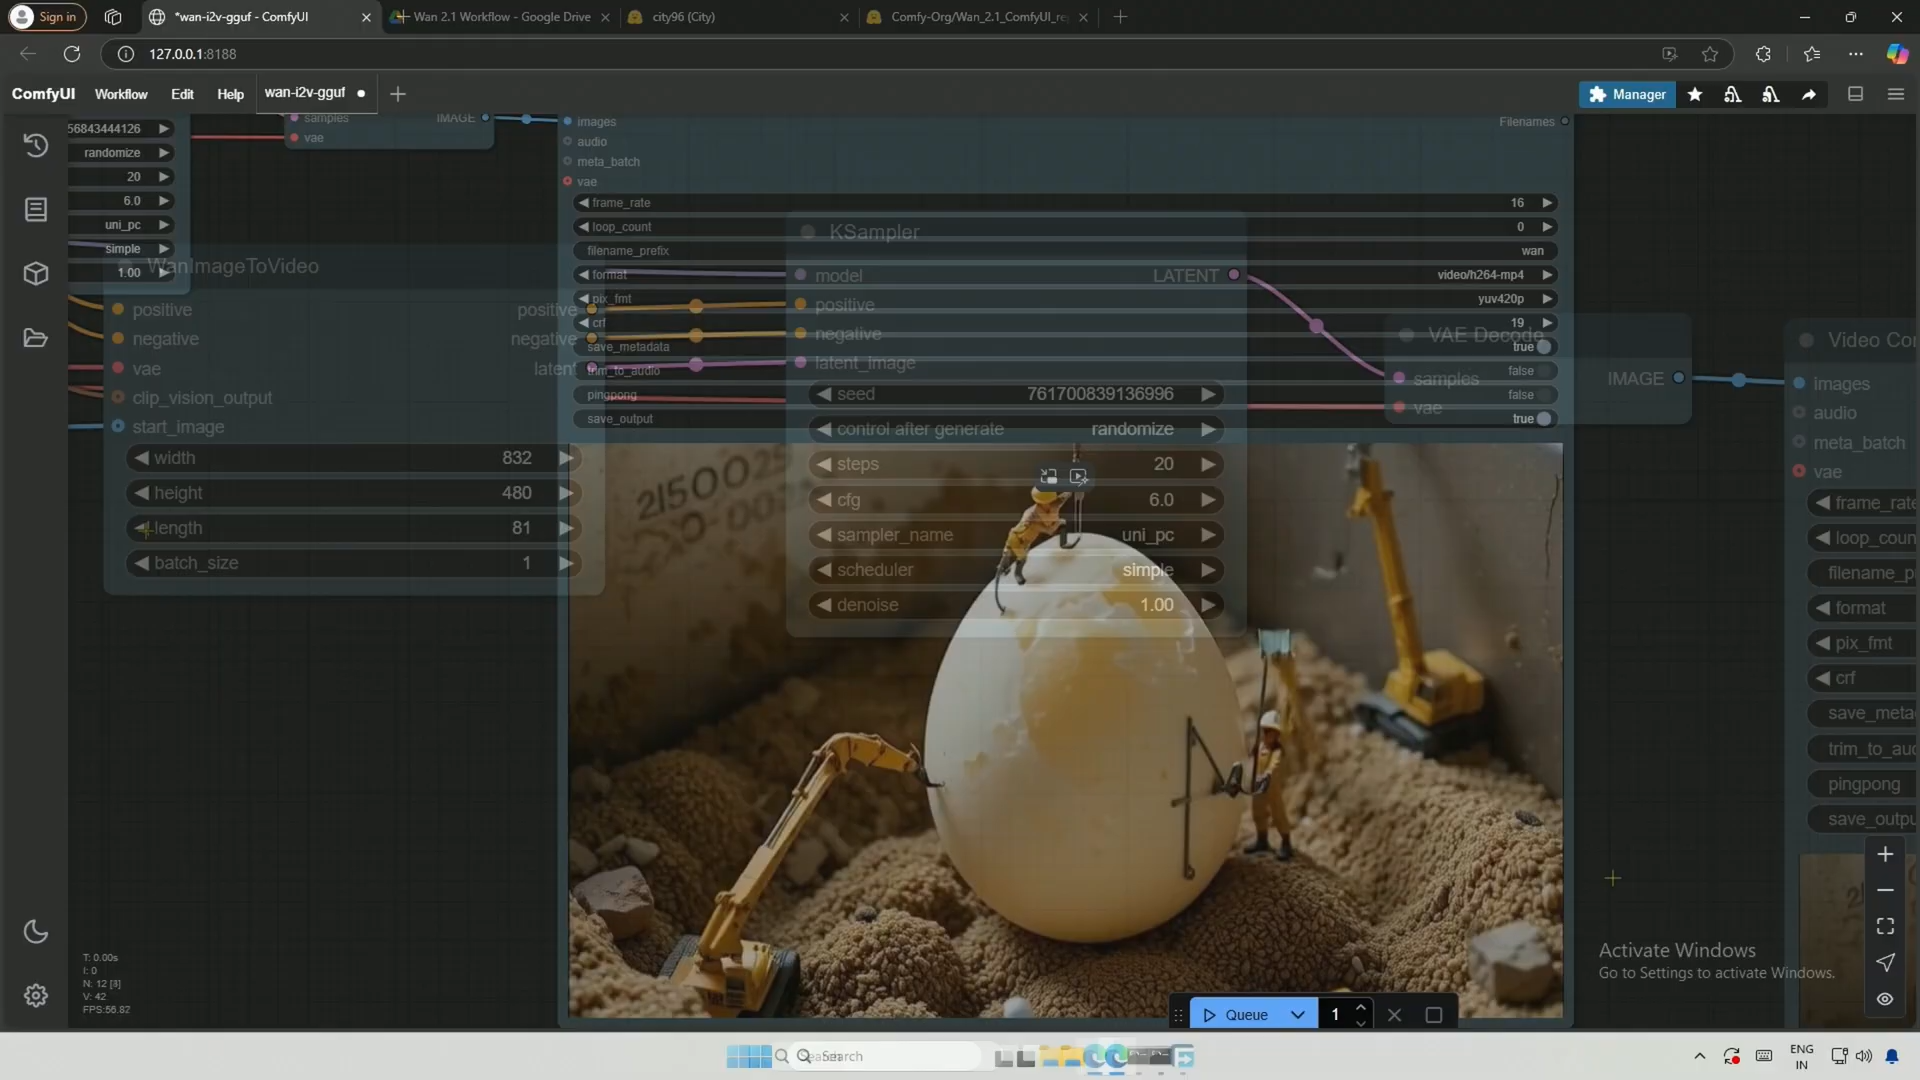 Sign in
*wan-i2v-gguf - ComfyUI
Wan 2.1 Workflow - Google Drive
city96 (City)
Comfy-Org/Wan_2.1_ComfyUI_re
127.0.0.1:8188
ComfyUI
Workflow
Edit
Help
wan-i2v-gguf
Manager
56843444126
randomize
20
6.0
uni_pc
simple
1.00
samples
IMAGE
vae
images
Filenames
audio
meta_batch
vae
frame_rate 16
loop_count 0
filename_prefix wan
format video/h264-mp4
pix_fmt yuv420p
crf 19
save_metadata true
trim_to_audio false
pingpong false
save_output true
WanImageToVideo
positive positive
negative negative
vae latent
clip_vision_output
start_image
width 832
height 480
length 81
batch_size 1
KSampler
model LATENT
positive
negative
latent_image
seed 761700839136996
control after generate randomize
steps 20
cfg 6.0
sampler_name uni_pc
scheduler simple
denoise 1.00
VAE Decode
samples IMAGE
vae
Video Co
images
audio
meta_batch
vae
frame_rate
loop_coun
filename_p
format
pix_fmt
crf
save_meta
trim_to_au
pingpong
save_outpu
T: 0.00s
I: 0
N: 12 [3]
V: 42
FPS:56.82
Activate Windows
Go to Settings to activate Windows.
Queue
1
Search
ENG
IN